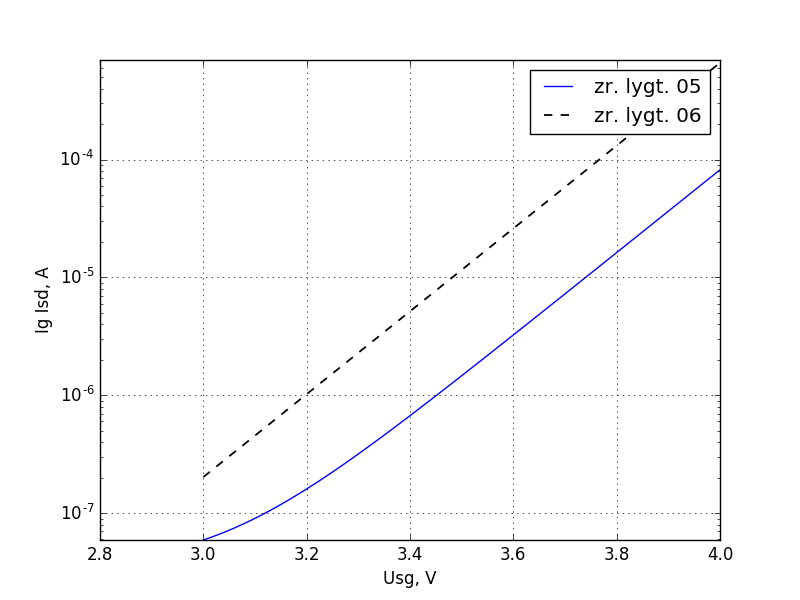 zr. lygt. 05
zr. lygt. 06
10-4
10-5
10-6
10-7
lg Isd, A
2.8 3.0 3.2 3.4 3.6 3.8 4.0
Usg, V